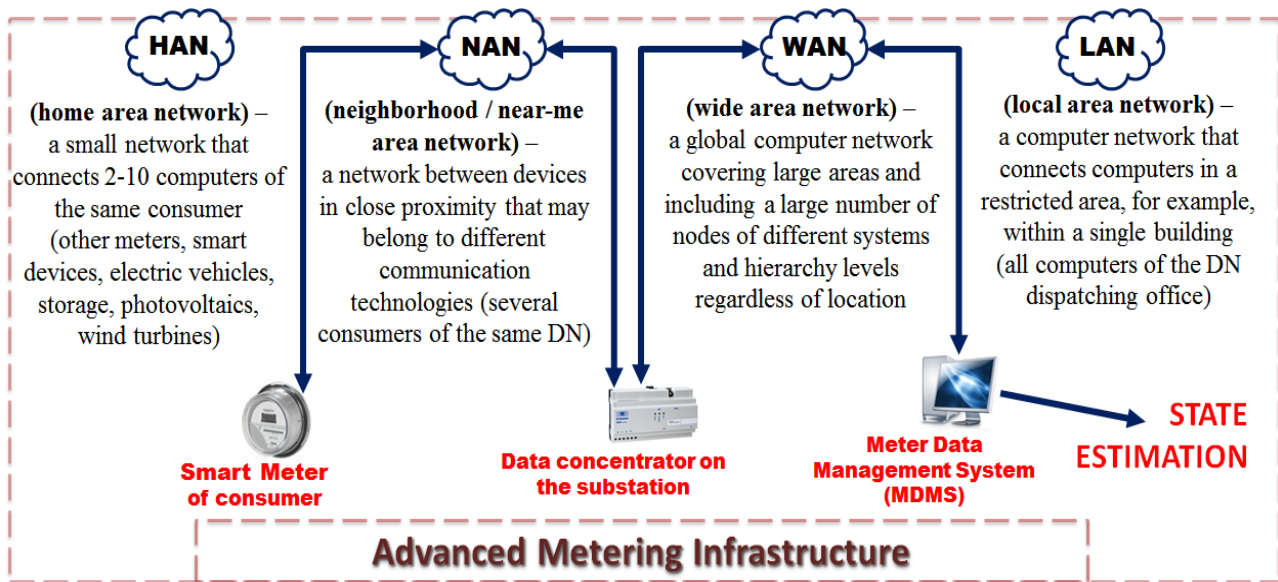 HAN
NAN
WAN
LAN
(home area network) –
a small network that
connects 2-10 computers of
the same consumer
(other meters, smart
devices, electric vehicles,
storage, photovoltaics,
wind turbines)
(neighborhood / near-me
area network) –
a network between devices
in close proximity that may
belong to different
communication
technologies (several
consumers of the same DN)
(wide area network) –
a global computer network
covering large areas and
including a large number of
nodes of different systems
and hierarchy levels
regardless of location
(local area network) –
a computer network that
connects computers in a
restricted area, for example,
within a single building
(all computers of the DN
dispatching office)
Smart Meter
of consumer
Data concentrator on
the substation
Meter Data
Management System
(MDMS)
STATE
ESTIMATION
Advanced Metering Infrastructure